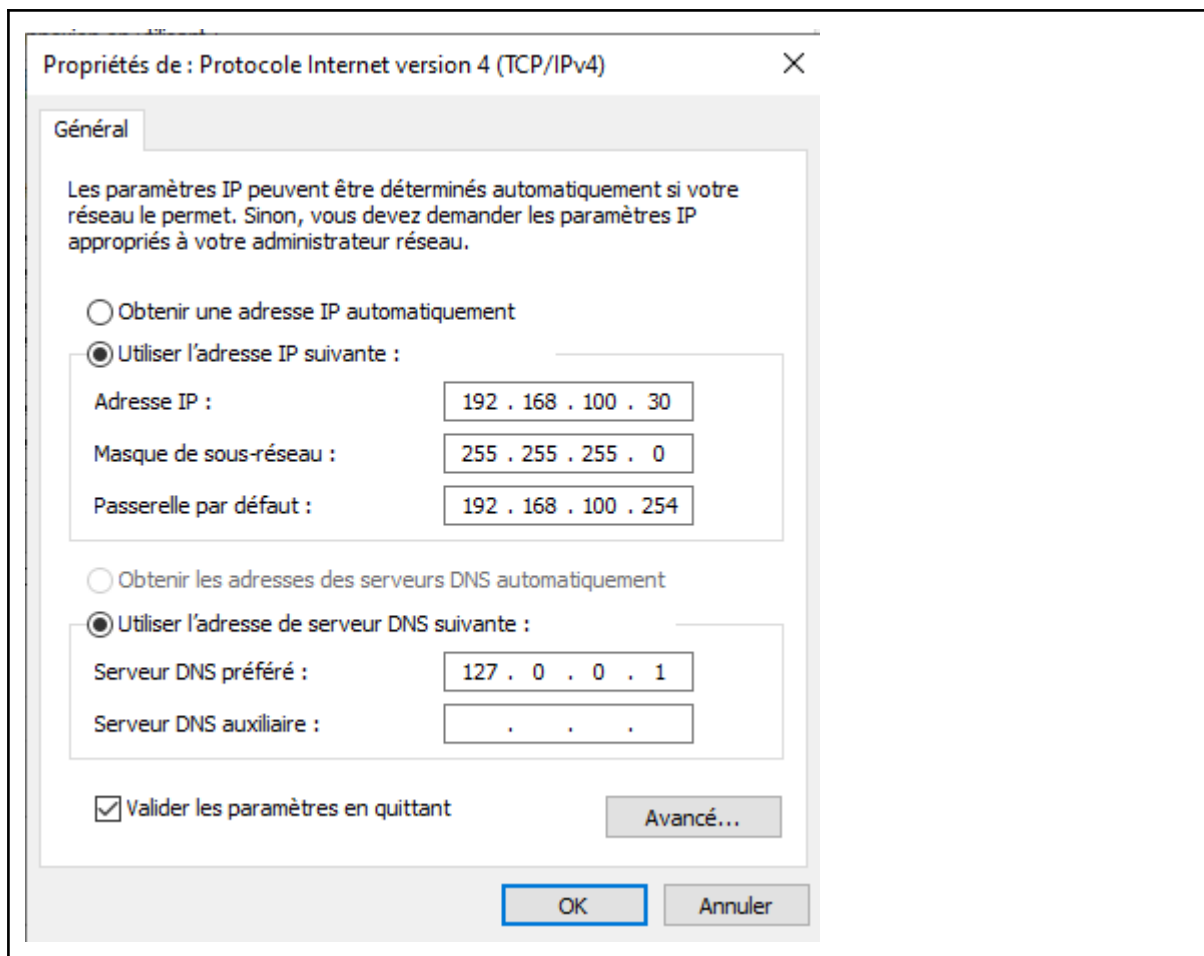 Propriétés de : Protocole Internet version 4 (TCP/IPv4)
Général
Les paramètres IP peuvent être déterminés automatiquement si votre
réseau le permet. Sinon, vous devez demander les paramètres IP
appropriés à votre administrateur réseau.
Obtenir une adresse IP automatiquement
Utiliser l'adresse IP suivante :
Adresse IP : 192 . 168 . 100 . 30
Masque de sous-réseau : 255 . 255 . 255 . 0
Passerelle par défaut : 192 . 168 . 100 . 254
Obtenir les adresses des serveurs DNS automatiquement
Utiliser l'adresse de serveur DNS suivante :
Serveur DNS préféré : 127 . 0 . 0 . 1
Serveur DNS auxiliaire : . . .
Valider les paramètres en quittant
Avancé...
OK Annuler